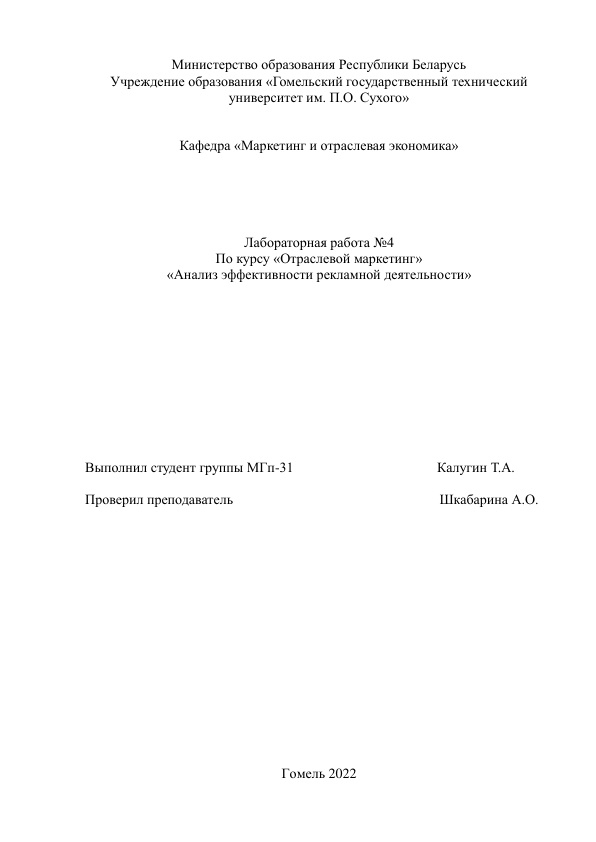 Министерство образования Республики Беларусь
Учреждение образования «Гомельский государственный технический
университет им. П.О. Сухого»
Кафедра «Маркетинг и отраслевая экономика»
Лабораторная работа №4
По курсу «Отраслевой маркетинг»
«Анализ эффективности рекламной деятельности»
Выполнил студент группы МГп-31 Калугин Т.А.
Проверил преподаватель Шкабарина А.О.
Гомель 2022